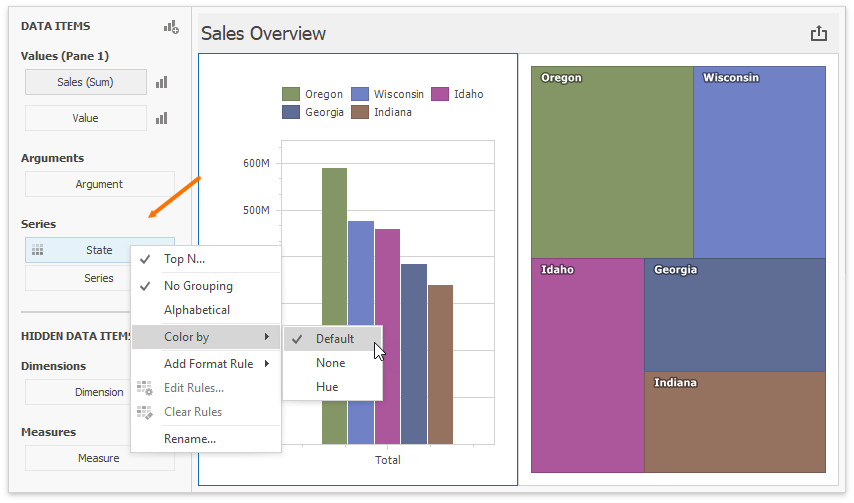 DATA ITEMS
Values (Pane 1)
Sales (Sum)
Value
Arguments
Argument
Series
State
Series
HIDDEN DATA ITEMS
Dimensions
Dimension
Measures
Measure
Top N...
No Grouping
Alphabetical
Color by
Add Format Rule
Edit Rules...
Clear Rules
Rename...
Default
None
Hue
Sales Overview
Oregon Wisconsin Idaho
Georgia Indiana
600M
500M
Total
Oregon
Wisconsin
Idaho
Georgia
Indiana